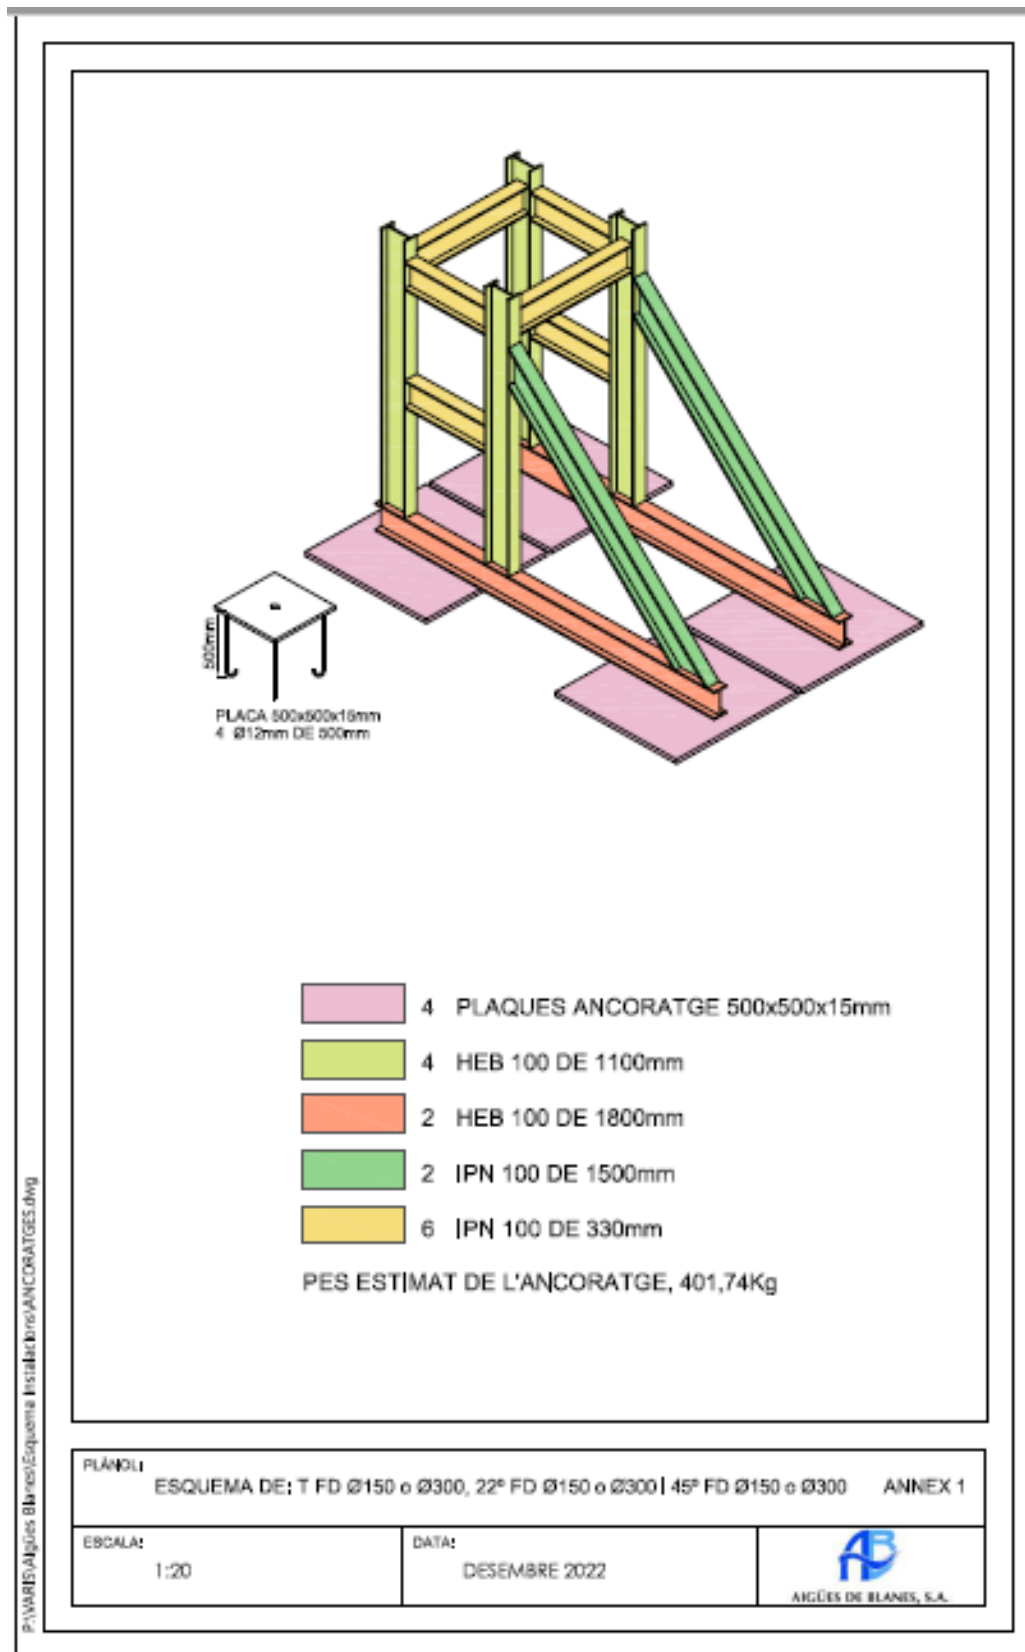 500mm
PLACA 500x500x15mm
4 Ø12mm DE 500mm
4 PLAQUES ANCORATGE 500x500x15mm
4 HEB 100 DE 1100mm
2 HEB 100 DE 1800mm
2 IPN 100 DE 1500mm
6 IPN 100 DE 330mm
PES ESTIMAT DE L'ANCORATGE, 401,74Kg
P:\VARIS\Aigües Blanes\Esquema Instalacions\ANCORATGES.dwg
PLÀNOL:
ESQUEMA DE: T FD Ø150 o Ø300, 22º FD Ø150 o Ø300 I 45º FD Ø150 o Ø300 ANNEX 1
ESCALA:
1:20
DATA:
DESEMBRE 2022
AB
AIGÜES DE BLANES, S.A.